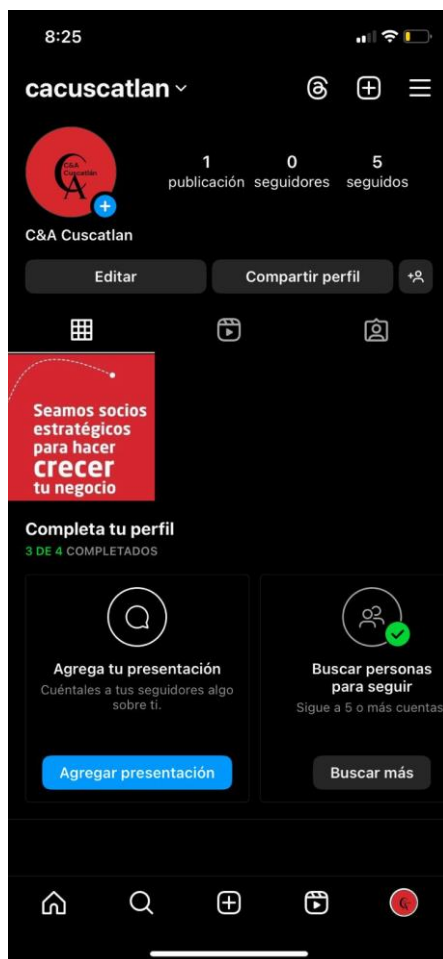 8:25
cacuscatlan
C&A
Cuscatlán
CA
1
publicación
0
seguidores
5
seguidos
C&A Cuscatlan
Editar
Compartir perfil
Seamos socios
estratégicos
para hacer
crecer
tu negocio
Completa tu perfil
3 DE 4 COMPLETADOS
Agrega tu presentación
Cuéntales a tus seguidores algo
sobre ti.
Agregar presentación
Buscar personas
para seguir
Sigue a 5 o más cuentas
Buscar más